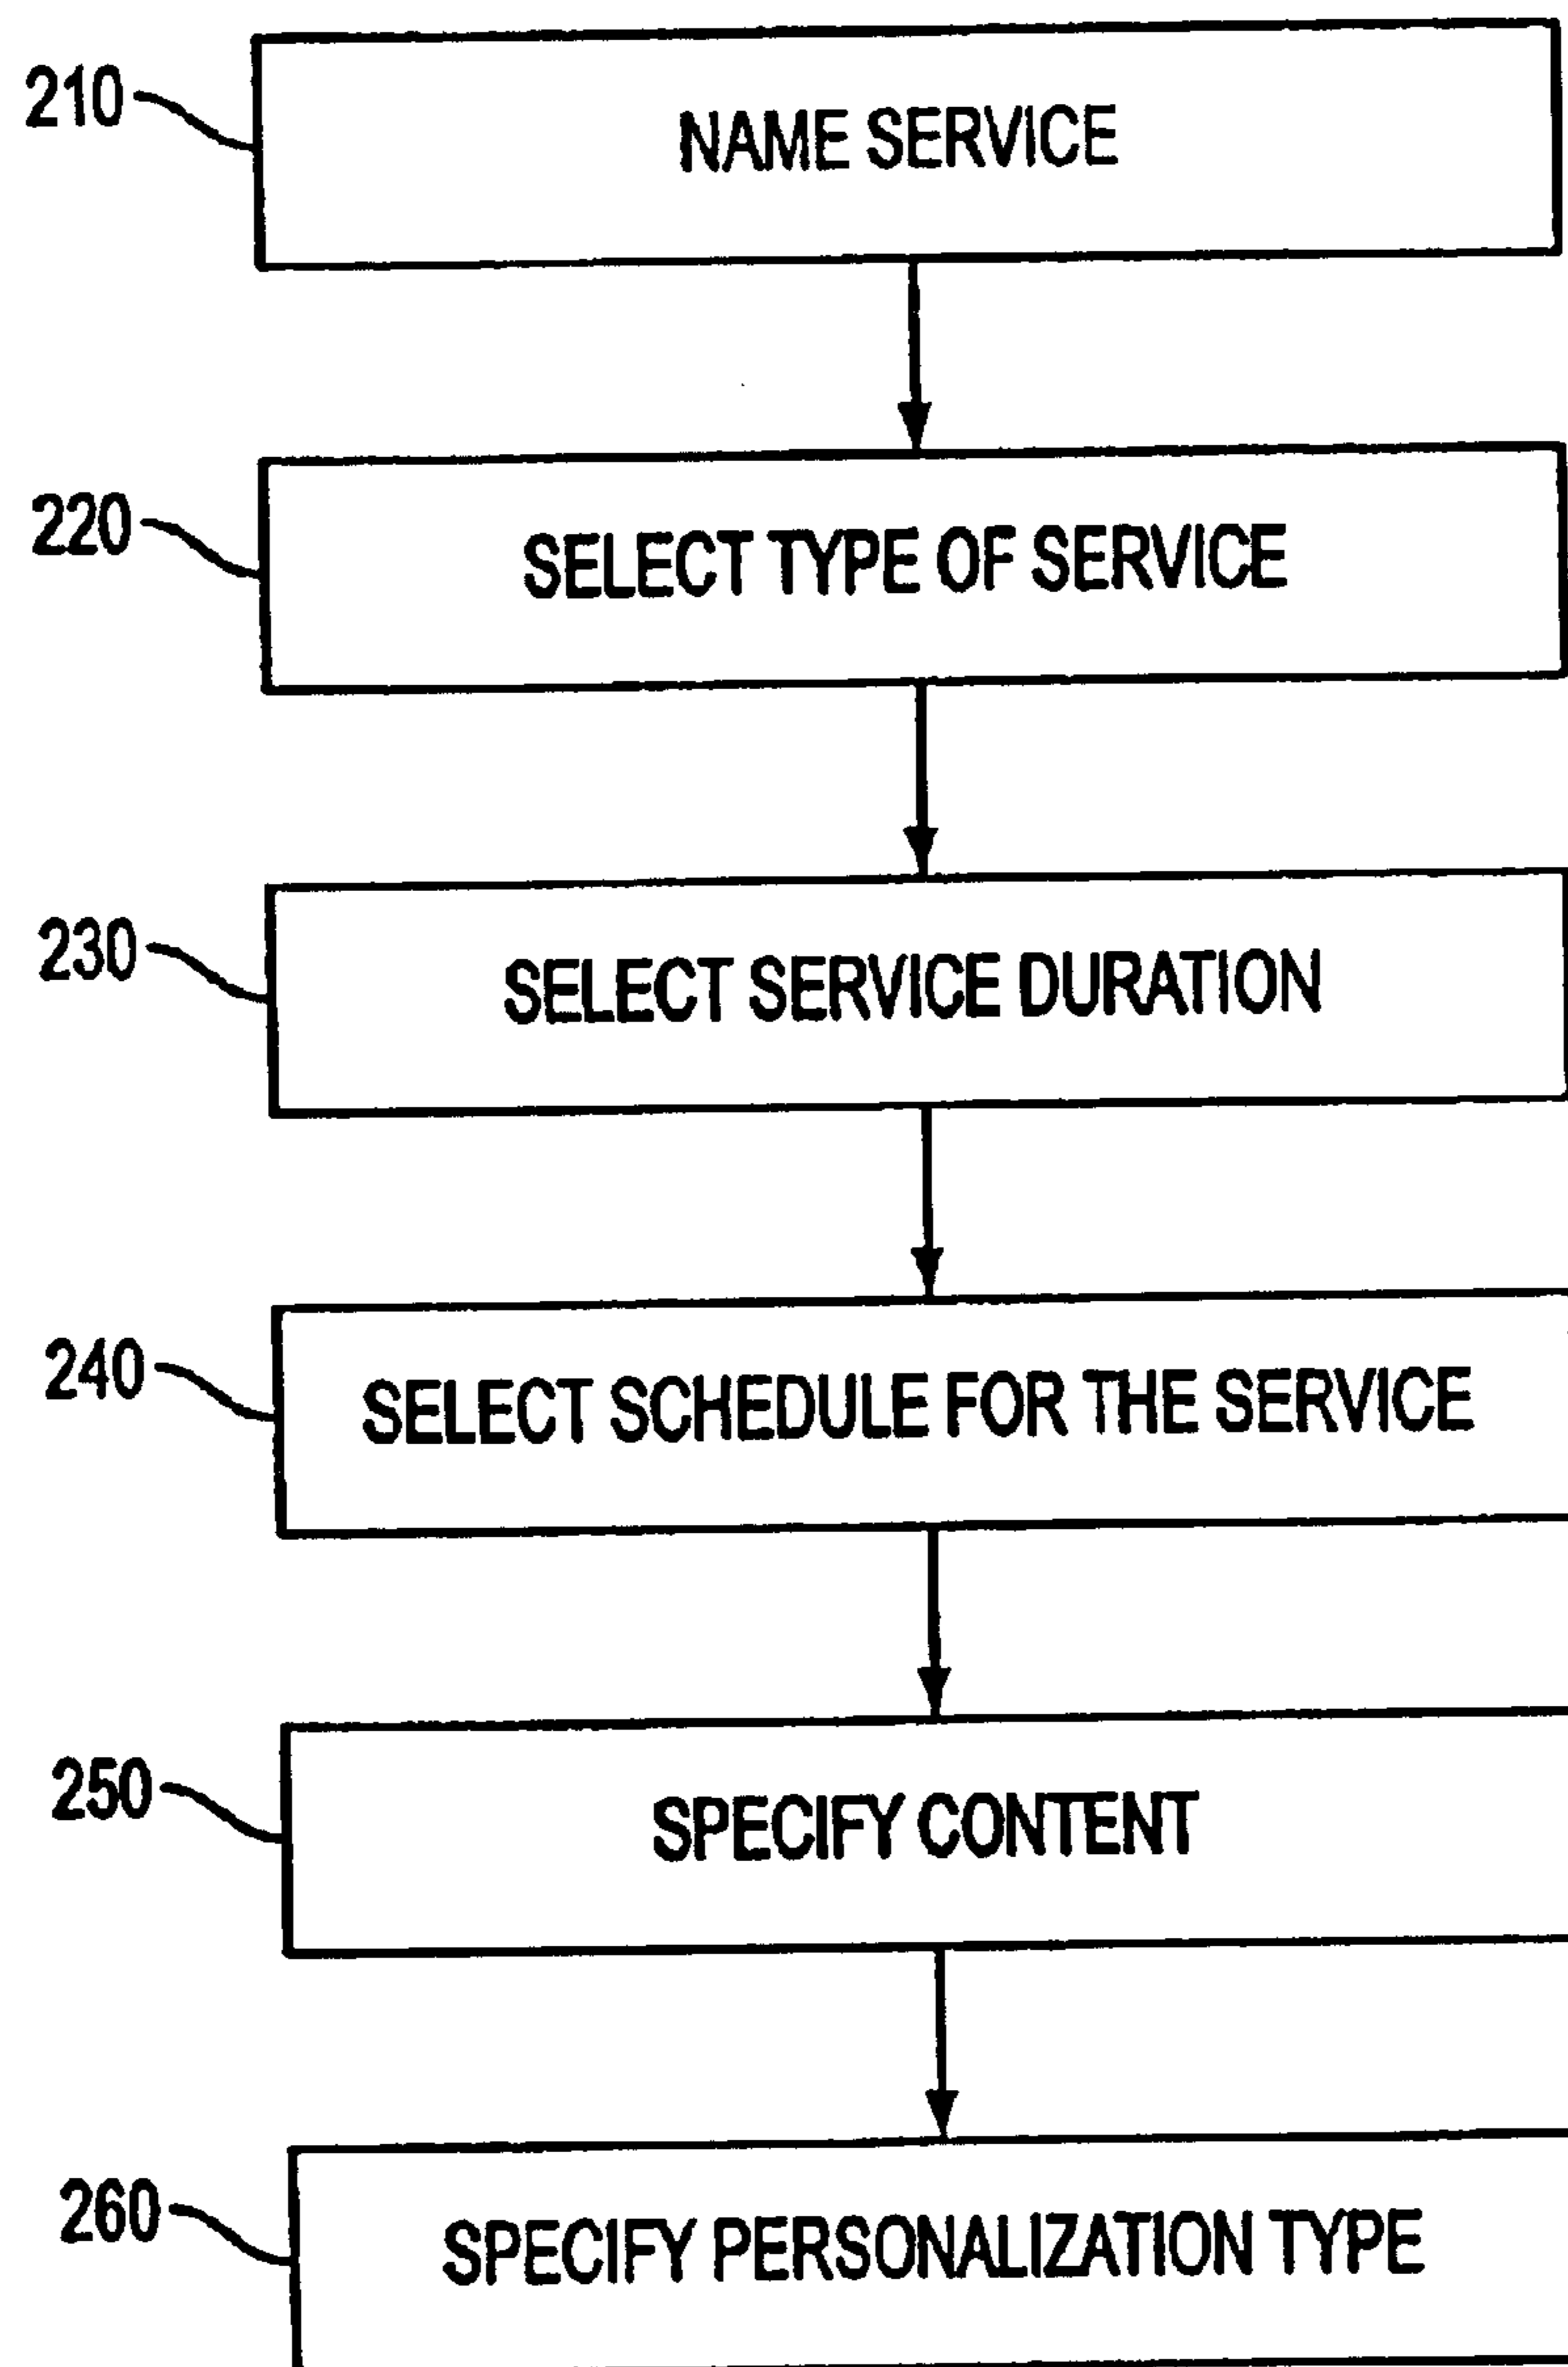 210
NAME SERVICE
220
SELECT TYPE OF SERVICE
230
SELECT SERVICE DURATION
240
SELECT SCHEDULE FOR THE SERVICE
250
SPECIFY CONTENT
260
SPECIFY PERSONALIZATION TYPE